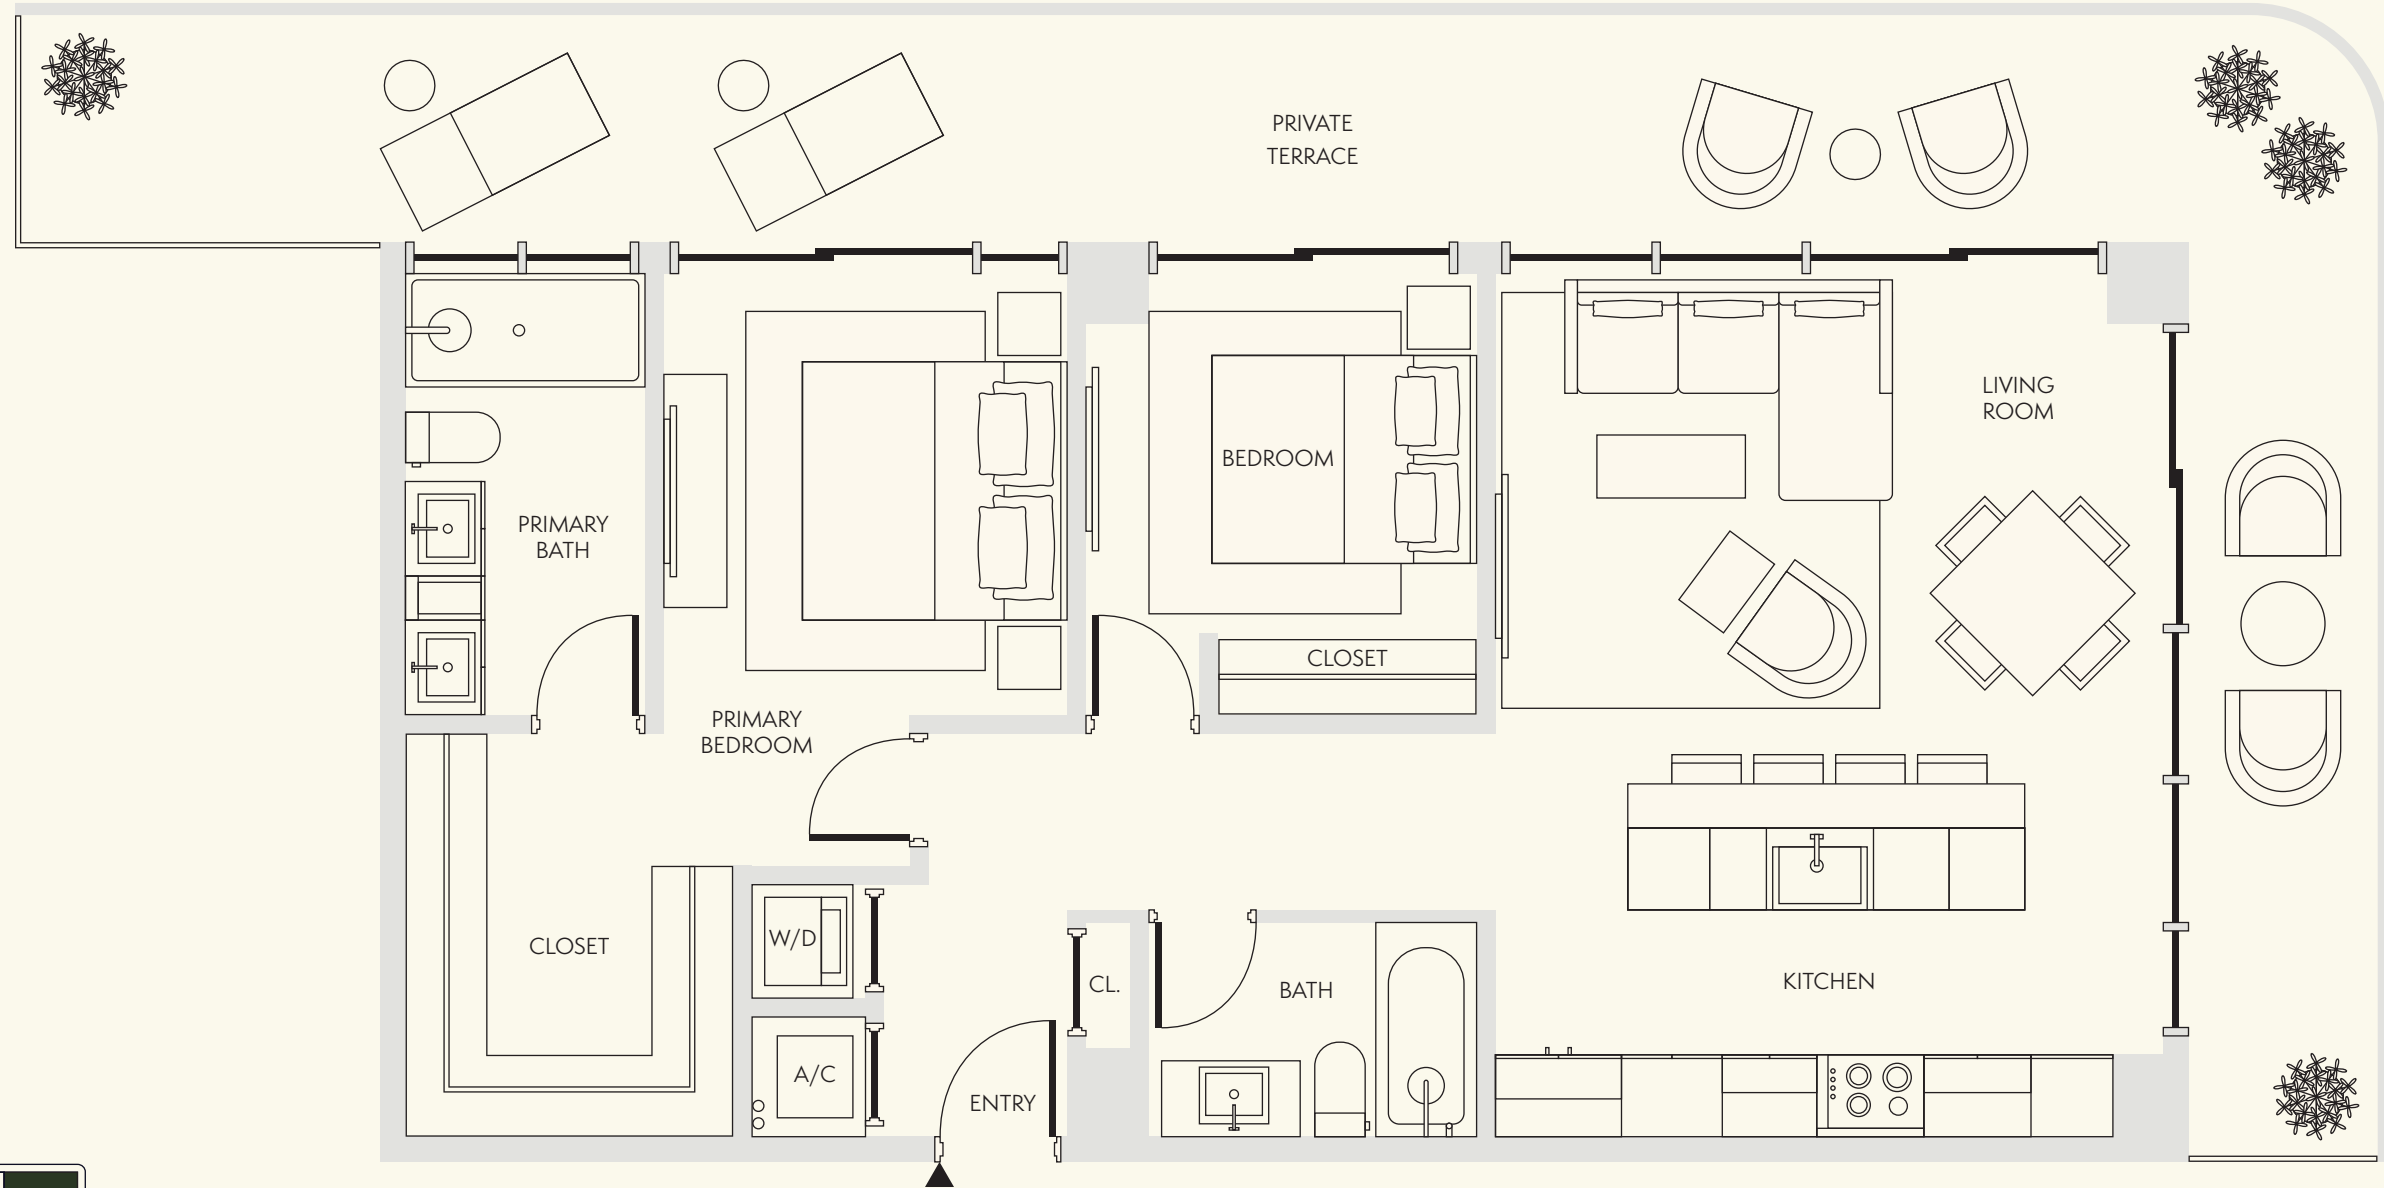 PRIVATE
TERRACE
LIVING
ROOM
BEDROOM
PRIMARY
BATH
CLOSET
PRIMARY
BEDROOM
W/D
CLOSET
CL.
BATH
KITCHEN
A/C
ENTRY